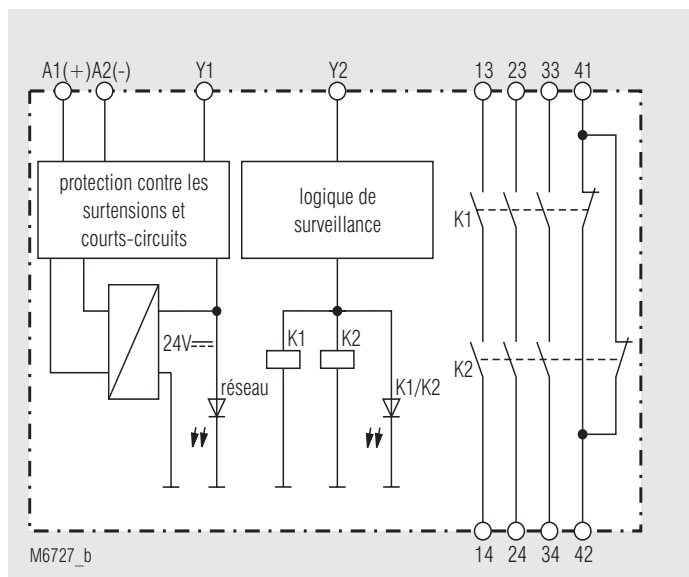 A1(+) A2(-) Y1 Y2 13 23 33 41
protection contre les
surtensions et
courts-circuits
logique de
surveillance
K1
24V
K1 K2
réseau
K1/K2
K2
M6727_b
14 24 34 42